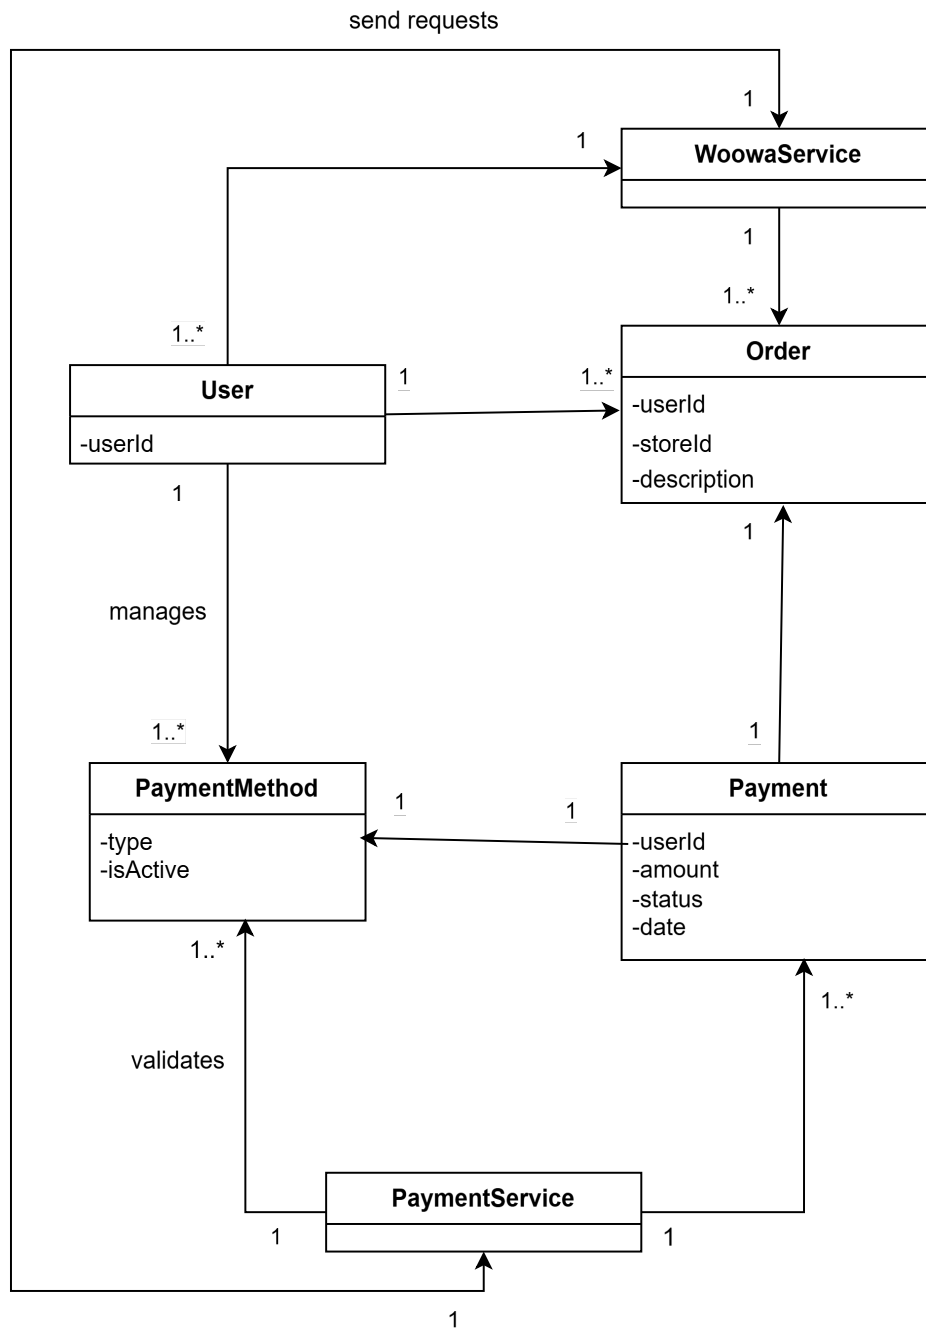 send requests
1
1
WoowaService
1
1..*
1..*
Order
User
1
1..*
-userId
-userId
-storeId
-description
1
1
manages
1..*
1
PaymentMethod
Payment
1
1
-type
-isActive
-userId
-amount
-status
-date
1..*
1..*
validates
PaymentService
1
1
1